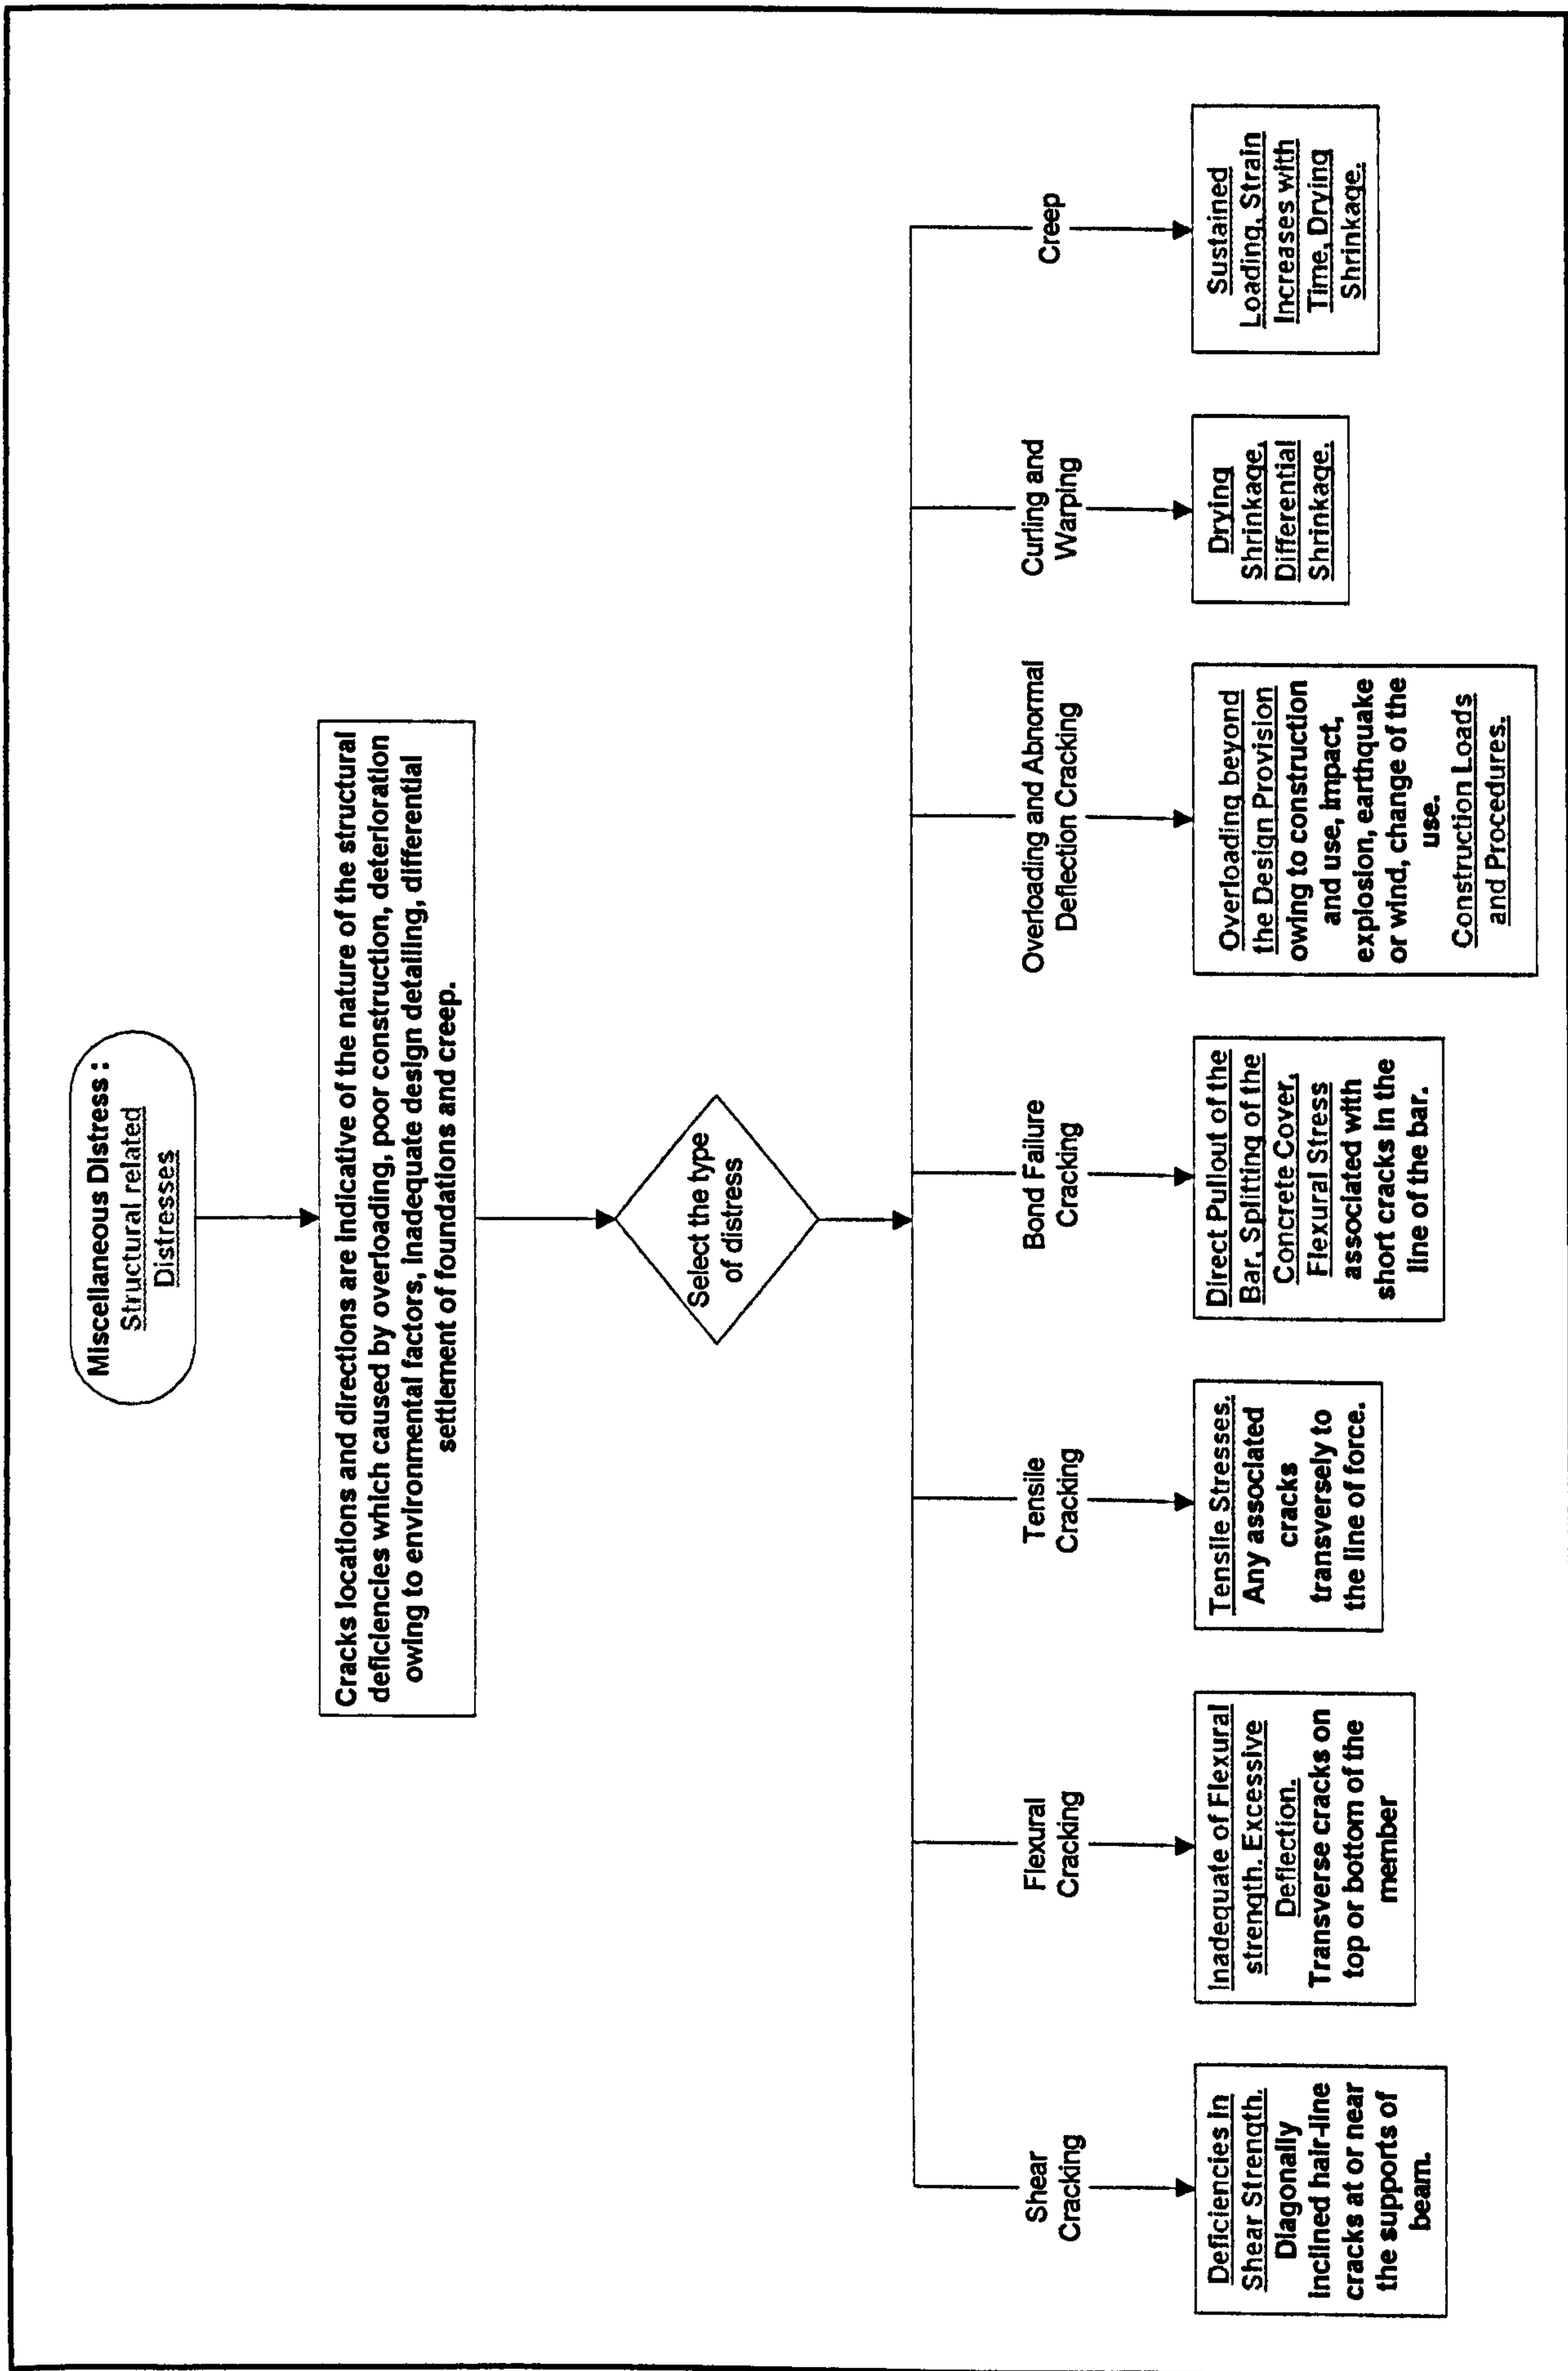 Miscellaneous Distress :
Structural related
Distresses
Cracks locations and directions are indicative of the nature of the structural
deficiencies which caused by overloading, poor construction, deterioration
owing to environmental factors, inadequate design detailing, differential
settlement of foundations and creep.
Select the type
of distress
Shear
Cracking
Flexural
Cracking
Tensile
Cracking
Bond Failure
Cracking
Overloading and Abnormal
Deflection Cracking
Curling and
Warping
Creep
Deficiencies In
Shear Strength.
Diagonally
inclined hair-line
cracks at or near
the supports of
beam.
Inadequate of Flexural
strength. Excessive
Deflection.
Transverse cracks on
top or bottom of the
member
Tensile Stresses.
Any associated
cracks
transversely to
the line of force.
Direct Pullout of the
Bar, Splitting of the
Concrete Cover.
Flexural Stress
associated with
short cracks in the
line of the bar.
Overloading beyond
the Design Provision
owing to construction
and use, impact,
explosion, earthquake
or wind, change of the
use.
Construction Loads
and Procedures.
Drying
Shrinkage.
Differential
Shrinkage.
Sustained
Loading, Strain
Increases with
Time, Drying
Shrinkage.